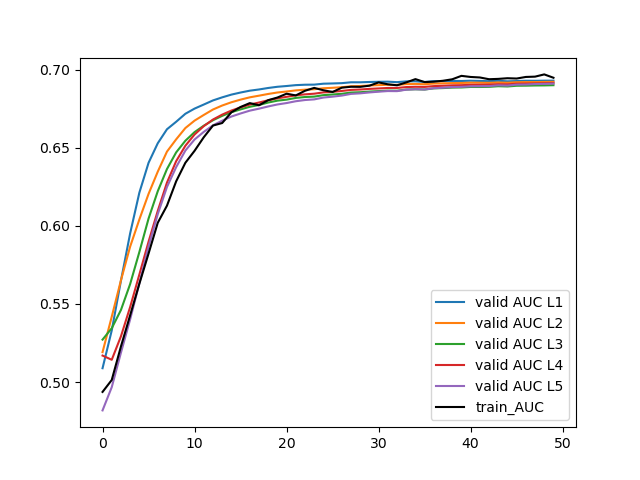 0.70
0.65
0.60
0.55
0.50
0 10 20 30 40 50
valid AUC L1
valid AUC L2
valid AUC L3
valid AUC L4
valid AUC L5
train_AUC